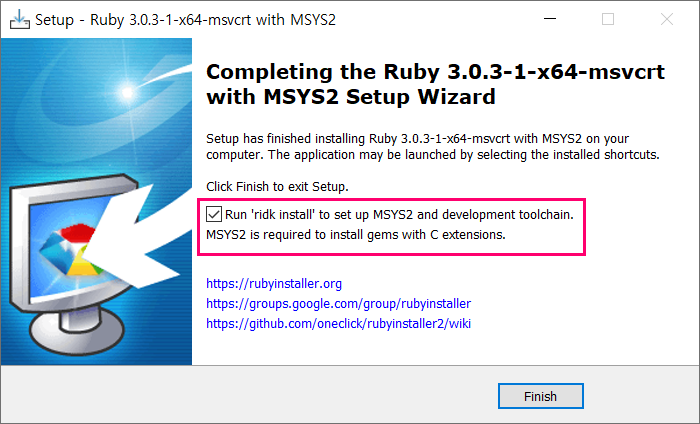 Setup - Ruby 3.0.3-1-x64-msvcrt with MSYS2
Completing the Ruby 3.0.3-1-x64-msvcrt
with MSYS2 Setup Wizard
Setup has finished installing Ruby 3.0.3-1-x64-msvcrt with MSYS2 on your
computer. The application may be launched by selecting the installed shortcuts.
Click Finish to exit Setup.
Run 'ridk install' to set up MSYS2 and development toolchain.
MSYS2 is required to install gems with C extensions.
https://rubyinstaller.org
https://groups.google.com/group/rubyinstaller
https://github.com/oneclick/rubyinstaller2/wiki
Finish